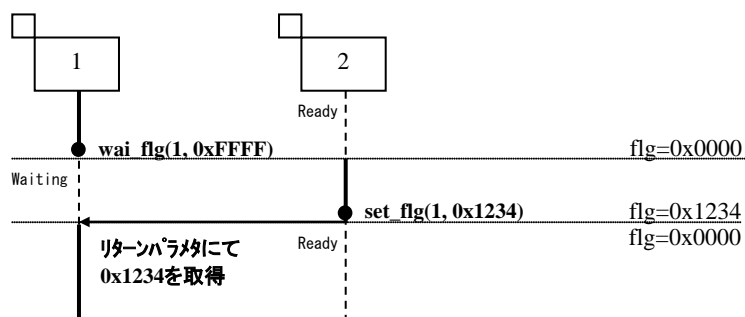 1
2
Ready
wai_flg(1, 0xFFFF)
flg=0x0000
Waiting
set_flg(1, 0x1234)
flg=0x1234
リターンパラメタにて
Ready
flg=0x0000
0x1234を取得